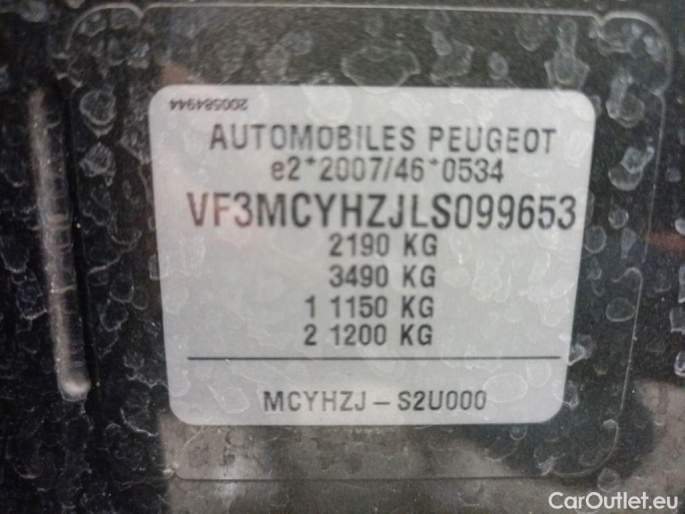 200584944
AUTOMOBILES PEUGEOT
e2*2007/46*0534
VF3MCYHZJLS099653
2190 KG
3490 KG
1 1150 KG
2 1200 KG
MCYHZJ – S2U000
CarOutlet.eu